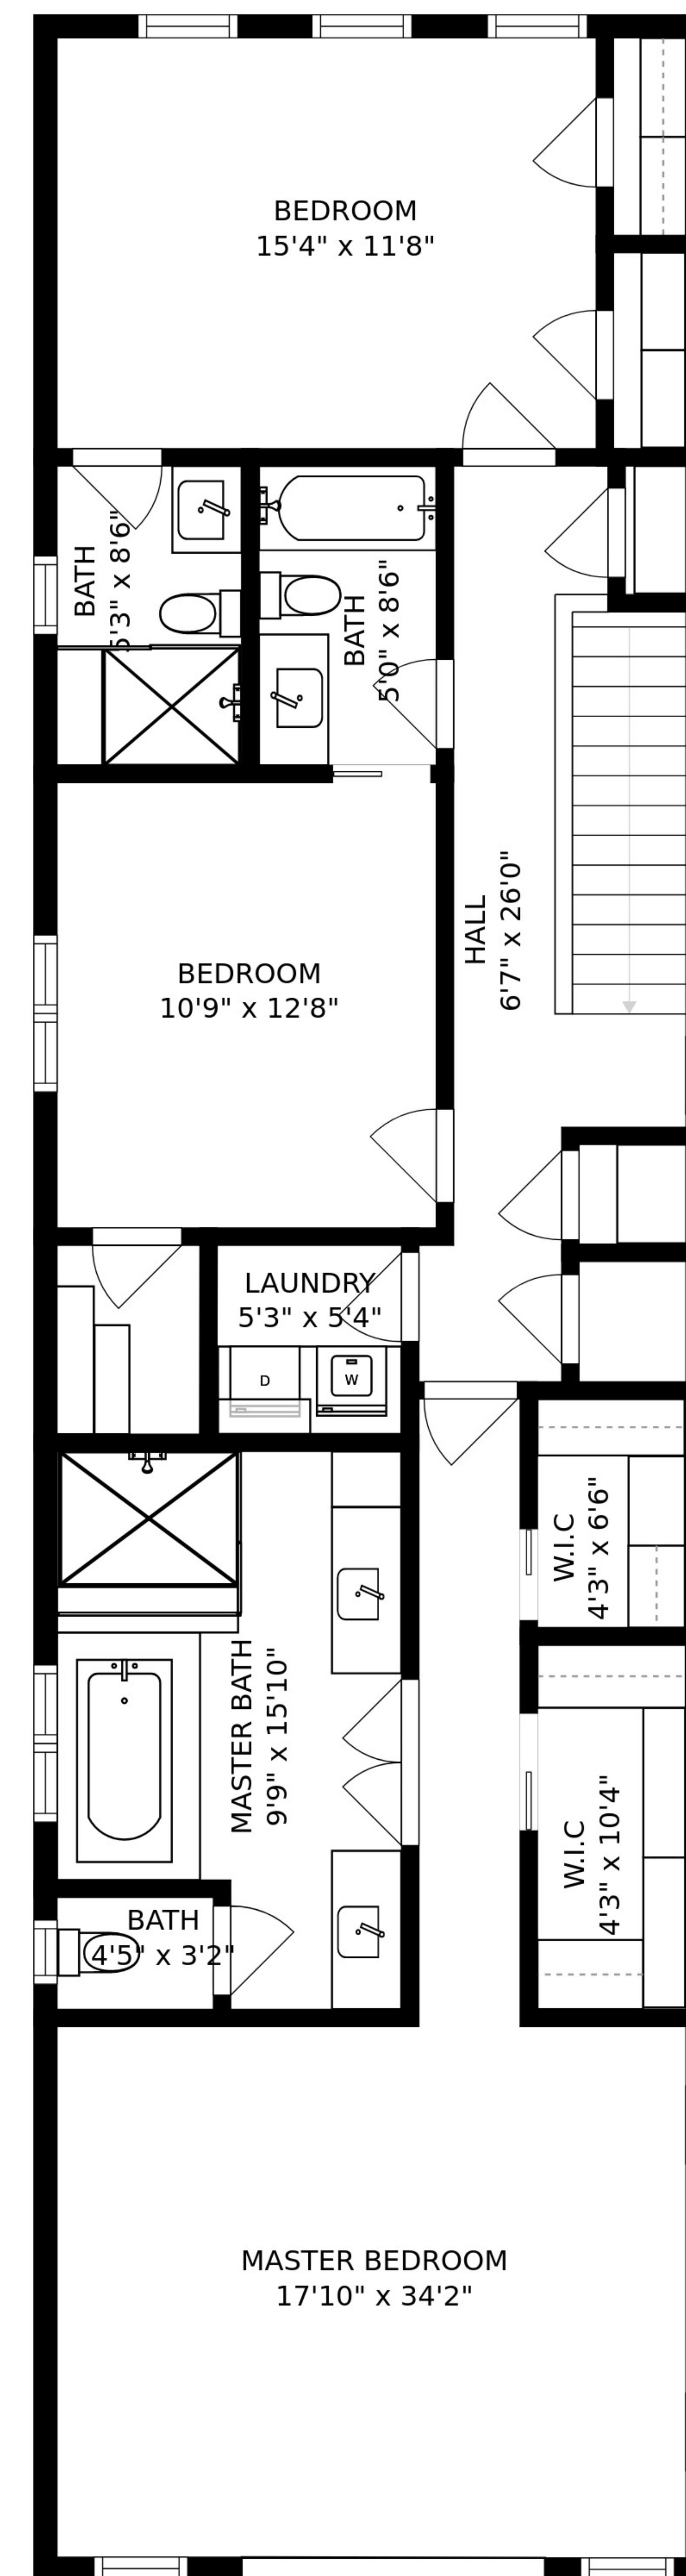 BEDROOM
15'4" x 11'8"
BATH
5'3" x 8'6"
BATH
5'0" x 8'6"
HALL
6'7" x 26'0"
BEDROOM
10'9" x 12'8"
LAUNDRY
5'3" x 5'4"
D
W
W.I.C
4'3" x 6'6"
MASTER BATH
9'9" x 15'10"
W.I.C
4'3" x 10'4"
BATH
4'5" x 3'2"
MASTER BEDROOM
17'10" x 34'2"